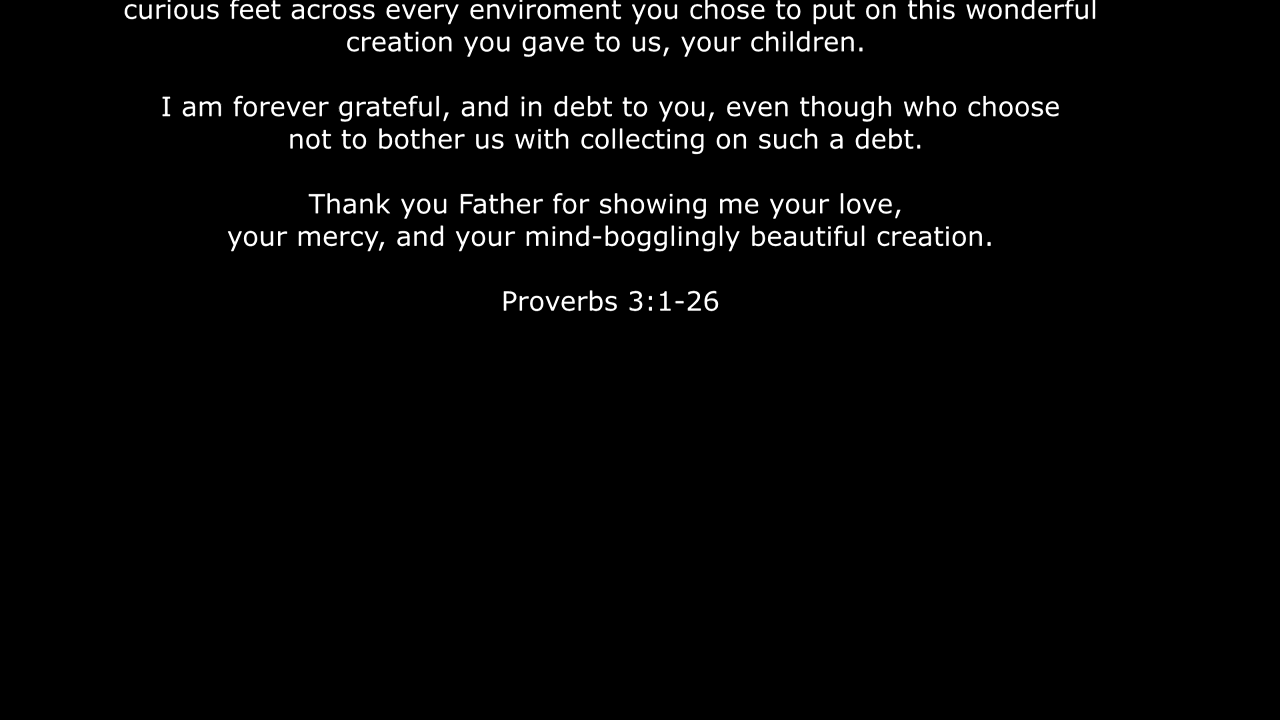 curious feet across every enviroment you chose to put on this wonderful
creation you gave to us, your children.
I am forever grateful, and in debt to you, even though who choose
not to bother us with collecting on such a debt.
Thank you Father for showing me your love,
your mercy, and your mind-bogglingly beautiful creation.
Proverbs 3:1-26